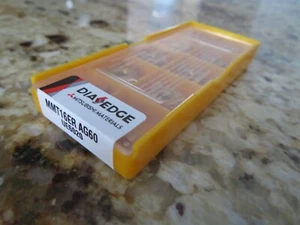 DIAEDGE
MITSUBISHI MATERIALS
MMT16ER AG60